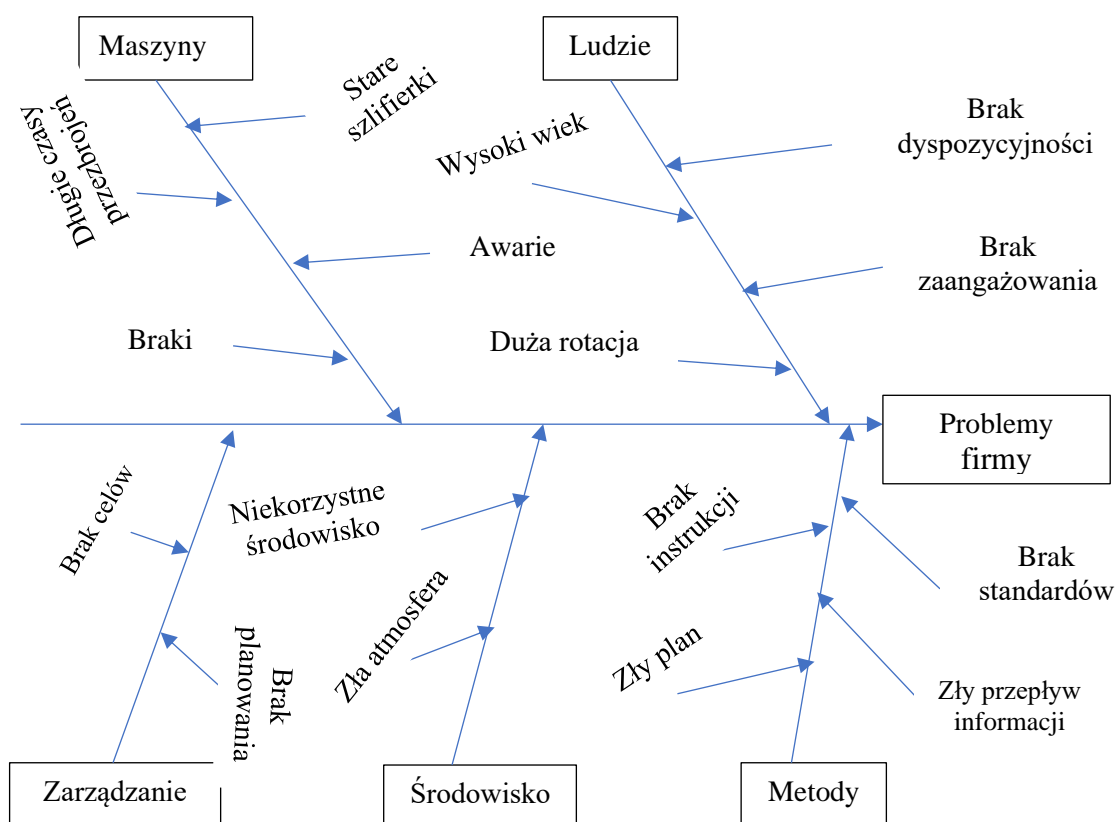 Maszyny
Ludzie
Stare
szlifierki
Długie czasy
przezbrojeń
Wysoki wiek
Brak
dyspozycyjności
Awarie
Brak
zaangażowania
Braki
Duża rotacja
Problemy
firmy
Brak celów
Niekorzystne
środowisko
Brak
instrukcji
Brak
standardów
Brak
planowania
Zła atmosfera
Zły plan
Zły przepływ
informacji
Zarządzanie
Środowisko
Metody